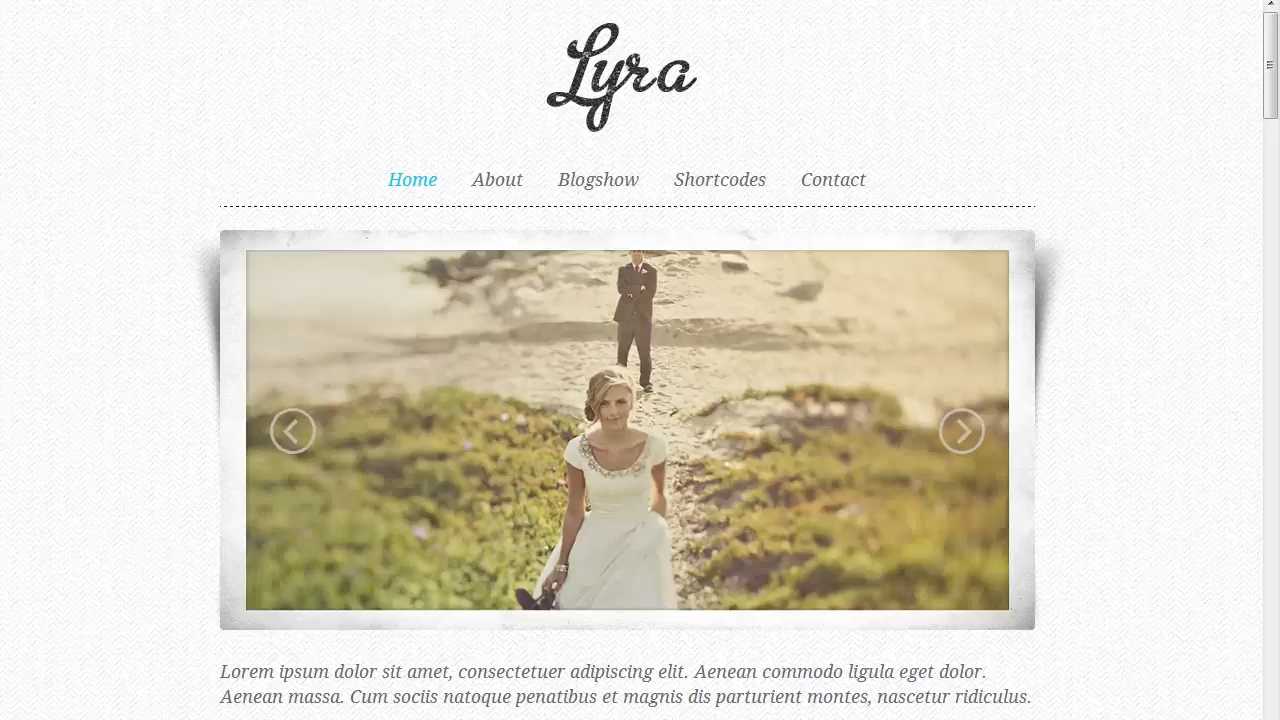 Lyra
Home About Blogshow Shortcodes Contact
Lorem ipsum dolor sit amet, consectetuer adipiscing elit. Aenean commodo ligula eget dolor.
Aenean massa. Cum sociis natoque penatibus et magnis dis parturient montes, nascetur ridiculus.